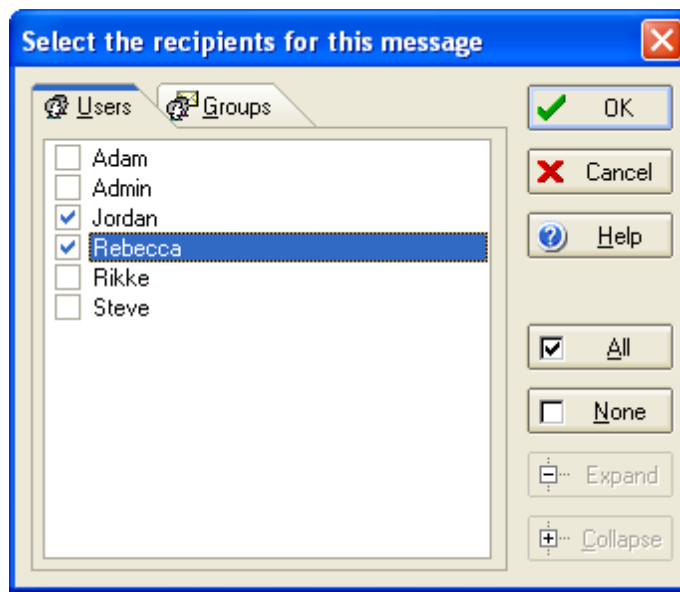 Select the recipients for this message
Users
Groups
Adam
Admin
Jordan
Rebecca
Rikke
Steve
OK
Cancel
Help
All
None
Expand
Collapse